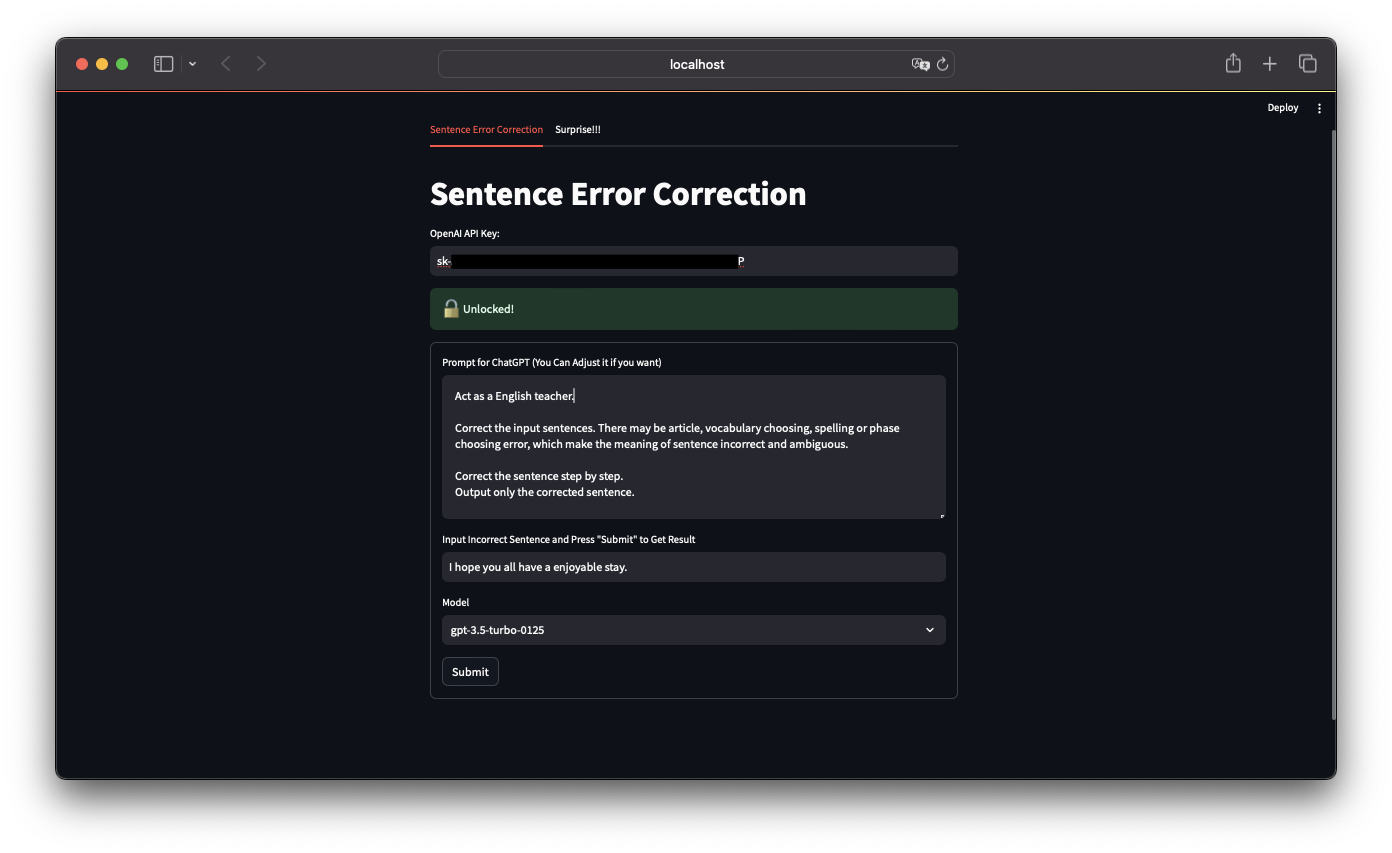 localhost
Deploy
Sentence Error Correction Surprise!!!
Sentence Error Correction
OpenAI API Key:
sk- P
Unlocked!
Prompt for ChatGPT (You Can Adjust it if you want)
Act as a English teacher.
Correct the input sentences. There may be article, vocabulary choosing, spelling or phase
choosing error, which make the meaning of sentence incorrect and ambiguous.
Correct the sentence step by step.
Output only the corrected sentence.
Input Incorrect Sentence and Press "Submit" to Get Result
I hope you all have a enjoyable stay.
Model
gpt-3.5-turbo-0125
Submit